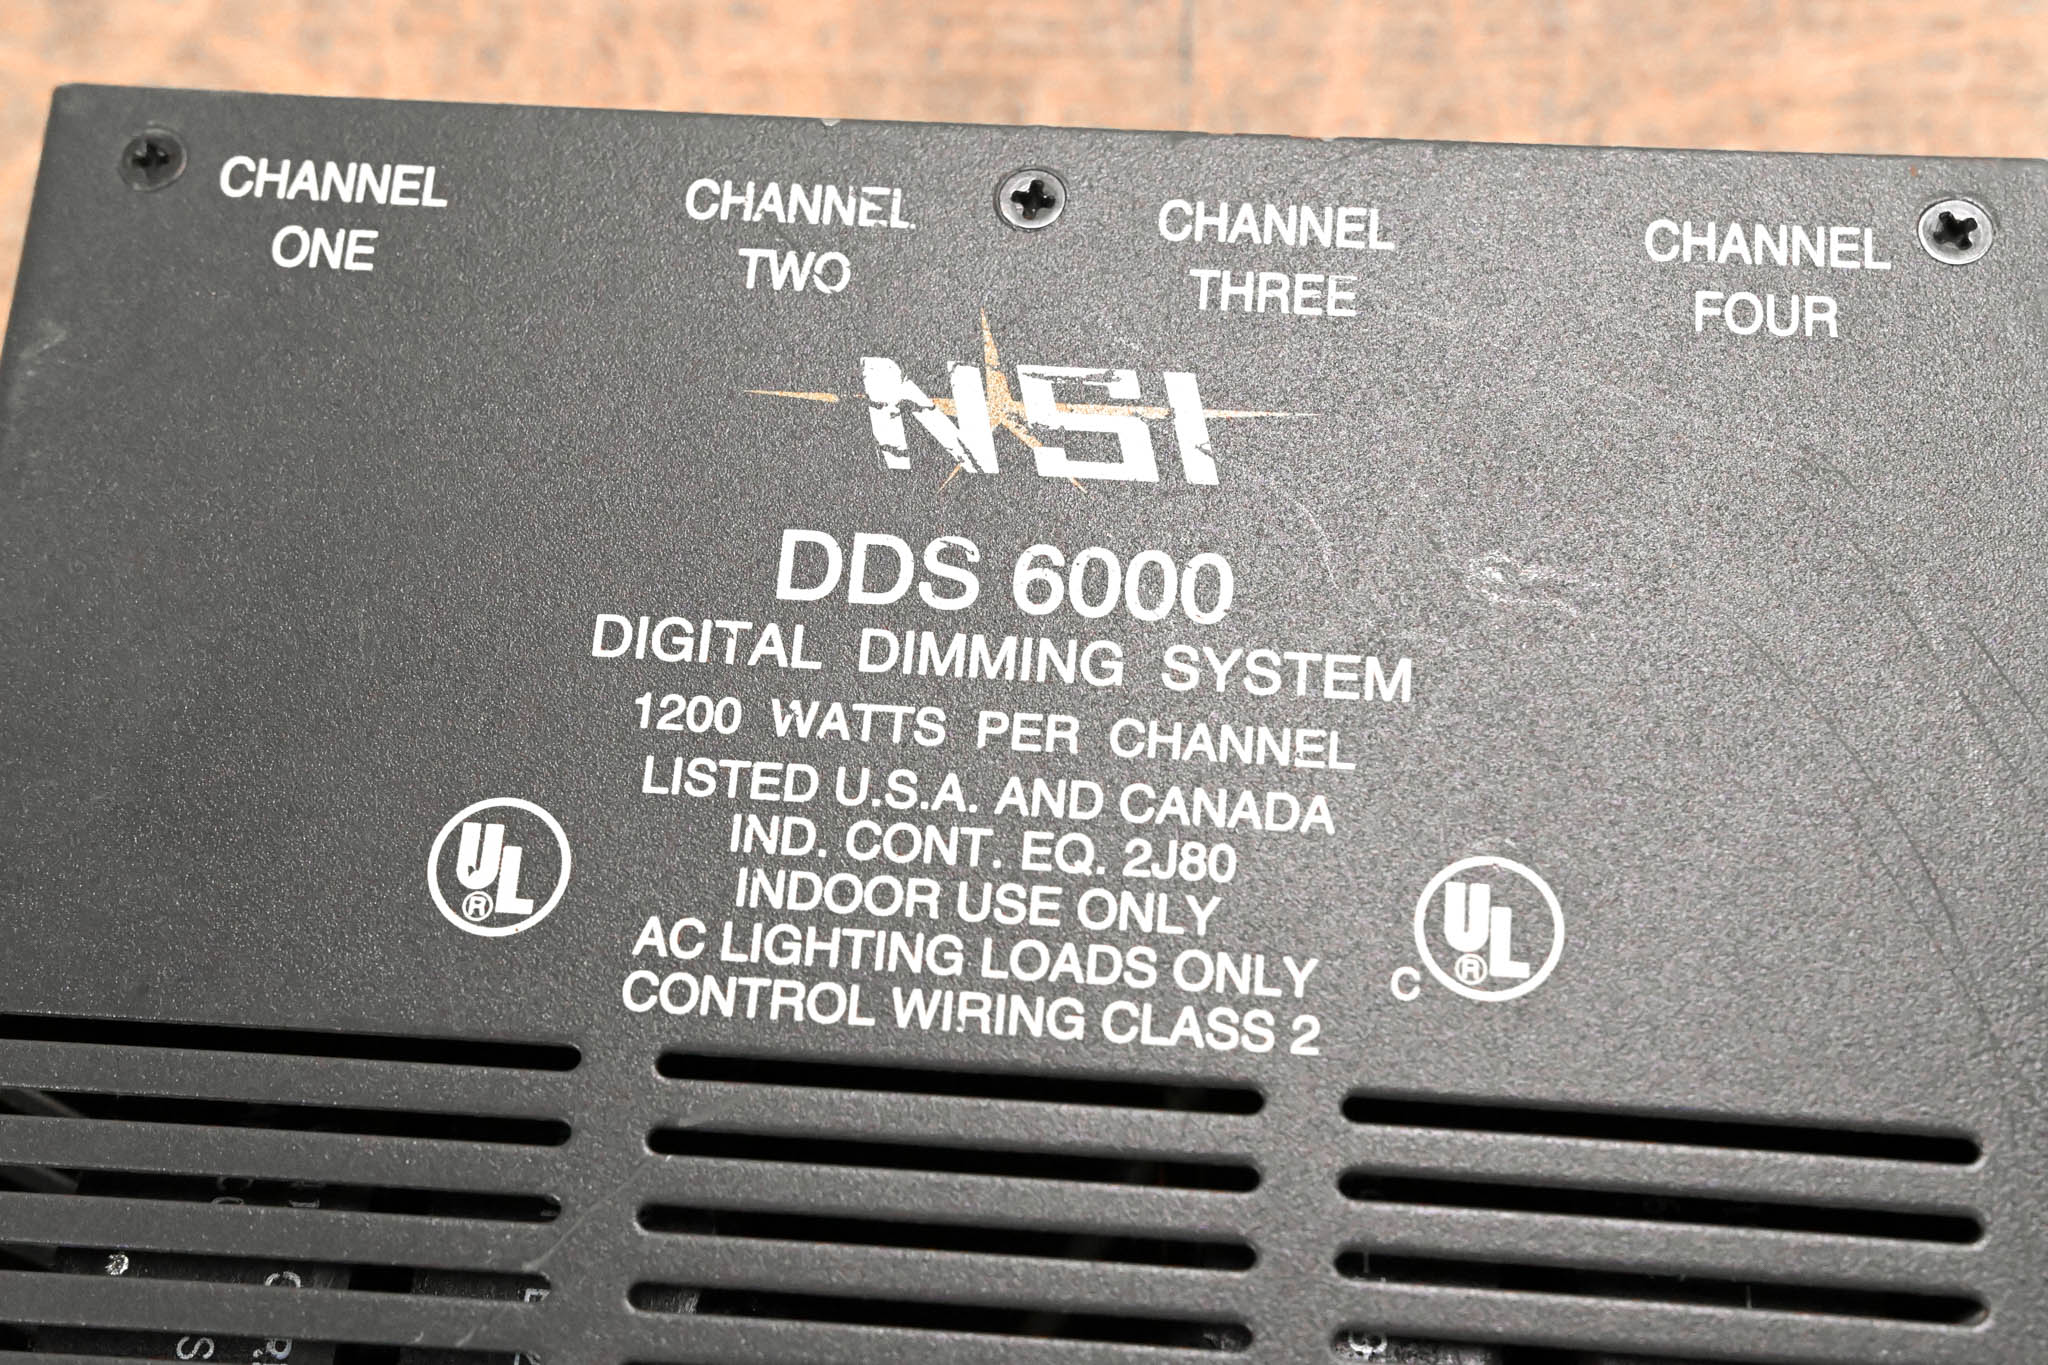 CHANNEL ONE
CHANNEL TWO
CHANNEL THREE
CHANNEL FOUR
NSI
DDS 6000
DIGITAL DIMMING SYSTEM
1200 WATTS PER CHANNEL
LISTED U.S.A. AND CANADA
IND. CONT. EQ. 2J80
INDOOR USE ONLY
AC LIGHTING LOADS ONLY
CONTROL WIRING CLASS 2
UL ®
C UL ®